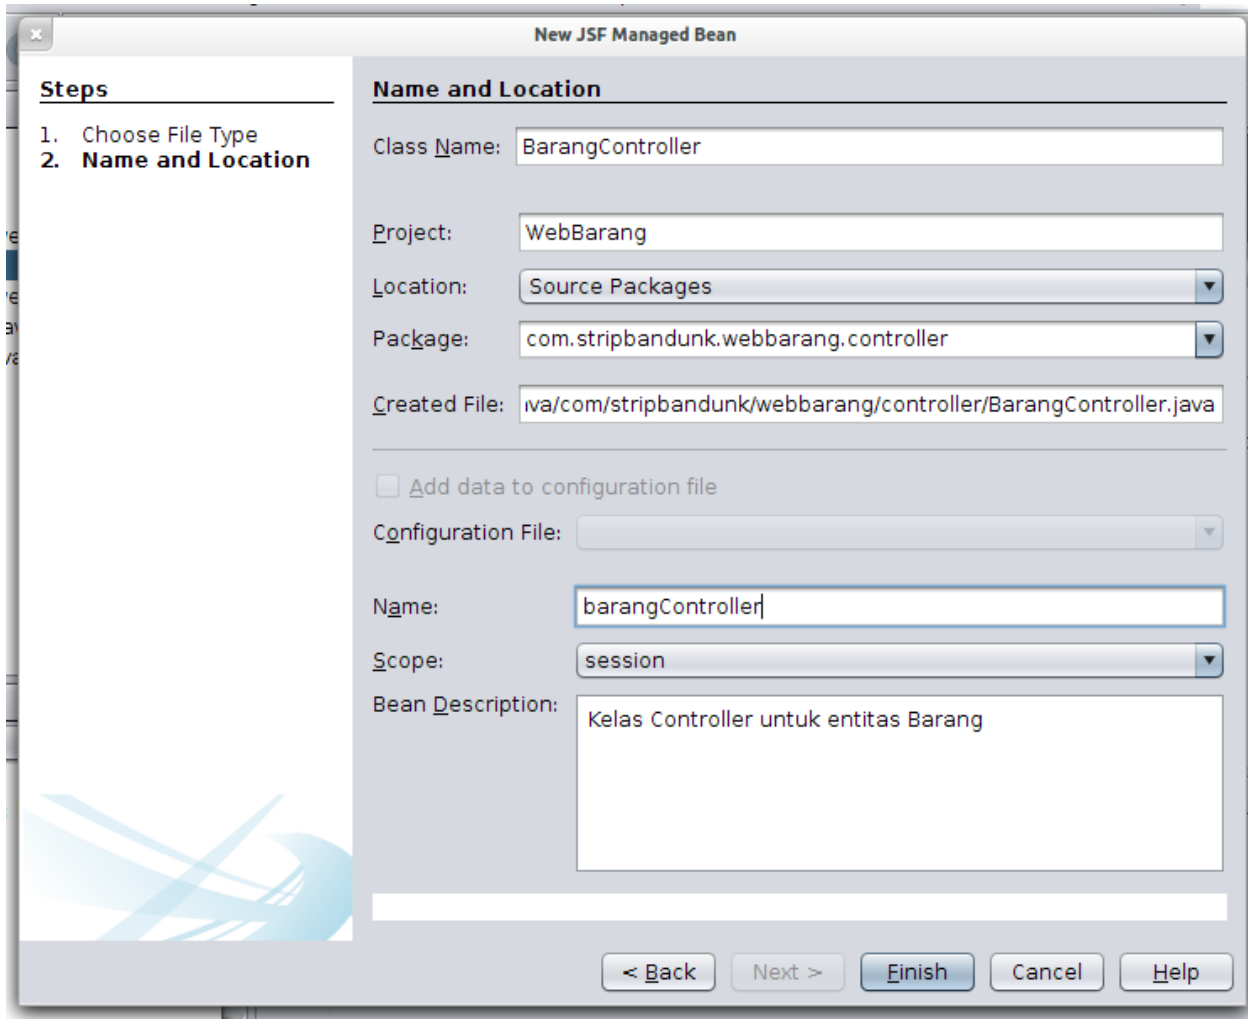 New JSF Managed Bean
Steps
1. Choose File Type
2. Name and Location
Name and Location
Class Name: BarangController
Project: WebBarang
Location: Source Packages
Package: com.stripbandunk.webbarang.controller
Created File: va/com/stripbandunk/webbarang/controller/BarangController.java
Add data to configuration file
Configuration File:
Name: barangController
Scope: session
Bean Description: Kelas Controller untuk entitas Barang
< Back Next > Finish Cancel Help